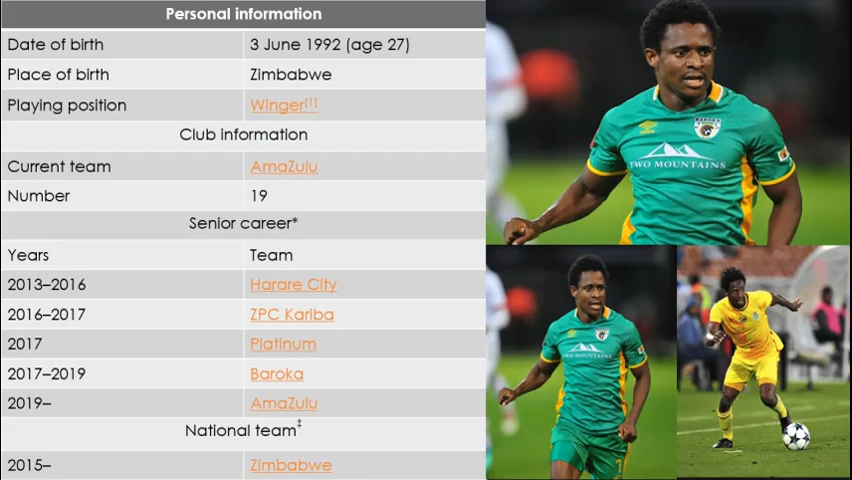 Personal information
Date of birth 3 June 1992 (age 27)
Place of birth Zimbabwe
Playing position Winger[1]
Club information
Current team AmaZulu
Number 19
Senior career*
Years Team
2013–2016 Harare City
2016–2017 ZPC Kariba
2017 Platinum
2017–2019 Baroka
2019– AmaZulu
National team‡
2015– Zimbabwe
BAROKA
TWO MOUNTAINS
TWO MOUNTAINS